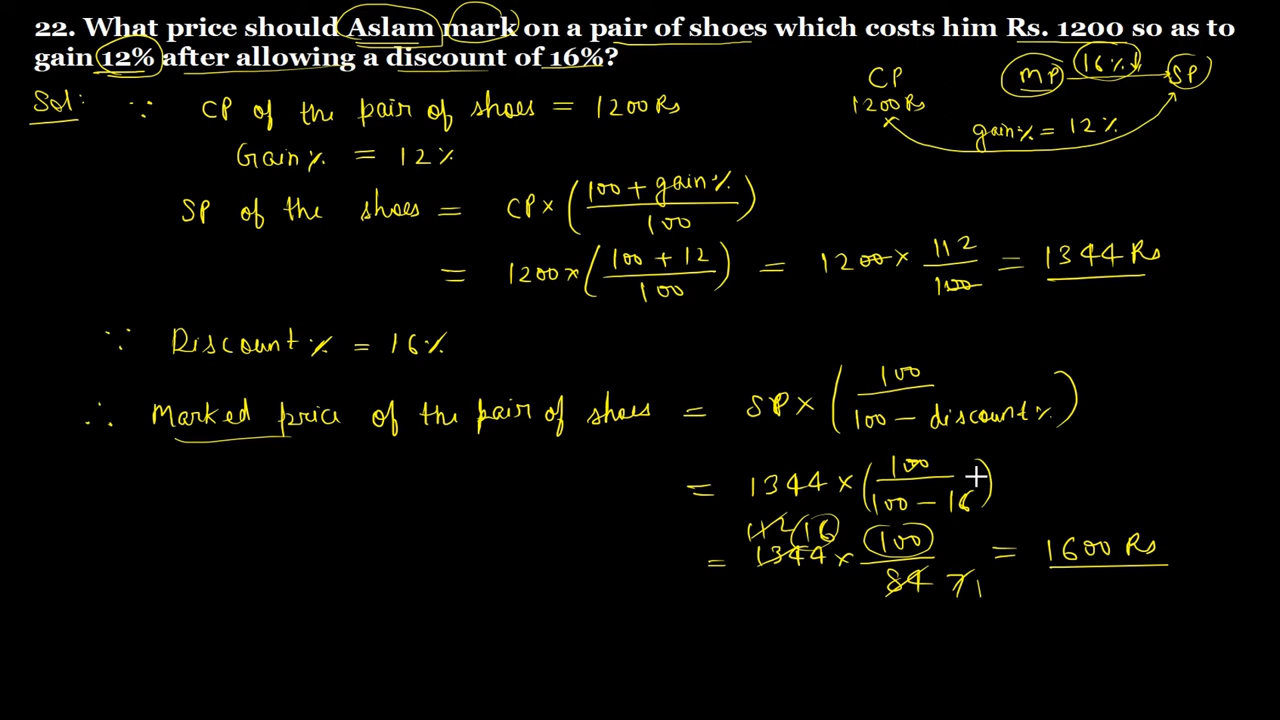 22. What price should Aslam mark on a pair of shoes which costs him Rs. 1200 so as to
gain 12% after allowing a discount of 16%?
CP MP 16%↓ SP
1200 Rs
gain% = 12%
Sol: ∵ CP of the pair of shoes = 1200 Rs
Gain% = 12%
SP of the shoes = CP × (100 + gain% / 100)
= 1200 × (100 + 12 / 100) = 1200 × 112 / 100 = 1344 Rs
∵ Discount% = 16%
∴ Marked price of the pair of shoes = SP × (100 / 100 − discount%)
= 1344 × (100 / 100 − 16)
112 16
= 1344 × 100 / 84 7 1 = 1600 Rs